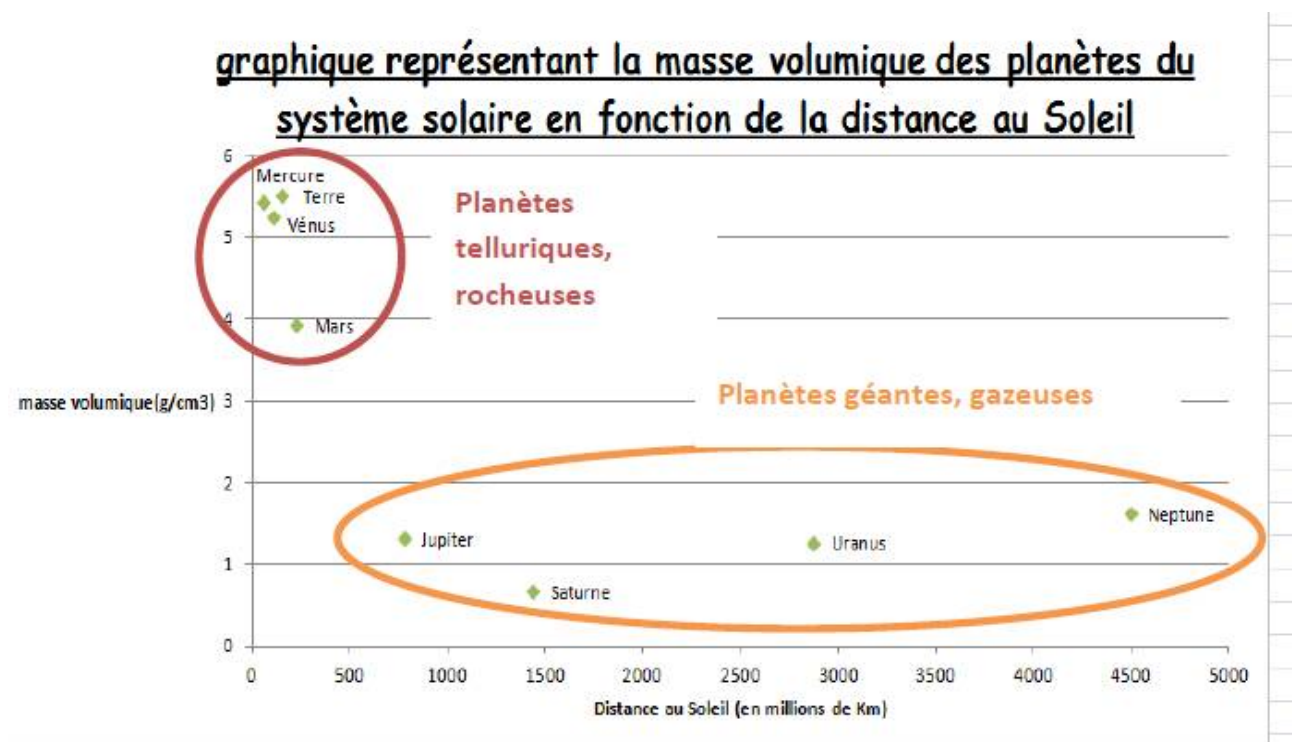 graphique représentant la masse volumique des planètes du
système solaire en fonction de la distance au Soleil
6
Mercure
Terre
Vénus
Planètes
telluriques,
rocheuses
5
4
Mars
masse volumique(g/cm3) 3
Planètes géantes, gazeuses
2
Neptune
Jupiter
Uranus
1
Saturne
0
0 500 1000 1500 2000 2500 3000 3500 4000 4500 5000
Distance au Soleil (en millions de Km)